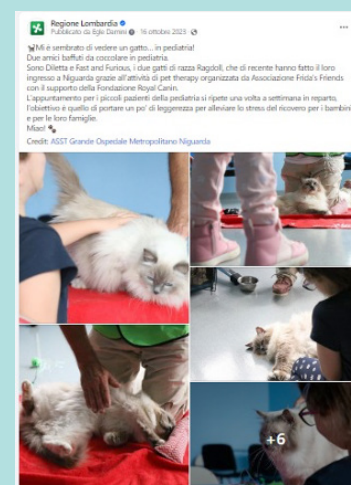 Regione Lombardia
Pubblicato da Egle Damini · 16 ottobre 2023
Mi è sembrato di vedere un gatto... in pediatria!
Due amici baffuti da coccolare in pediatria.
Sono Diletta e Fast and Furious, i due gatti di razza Ragdoll, che di recente hanno fatto il loro
ingresso a Niguarda grazie all'attività di pet therapy organizzata da Associazione Frida's Friends
con il supporto della Fondazione Royal Canin.
L'appuntamento per i piccoli pazienti della pediatria si ripete una volta a settimana in reparto,
l'obiettivo è quello di portare un po' di leggerezza per alleviare lo stress del ricovero per i bambini
e per le loro famiglie.
Miao!
Credit: ASST Grande Ospedale Metropolitano Niguarda
+6